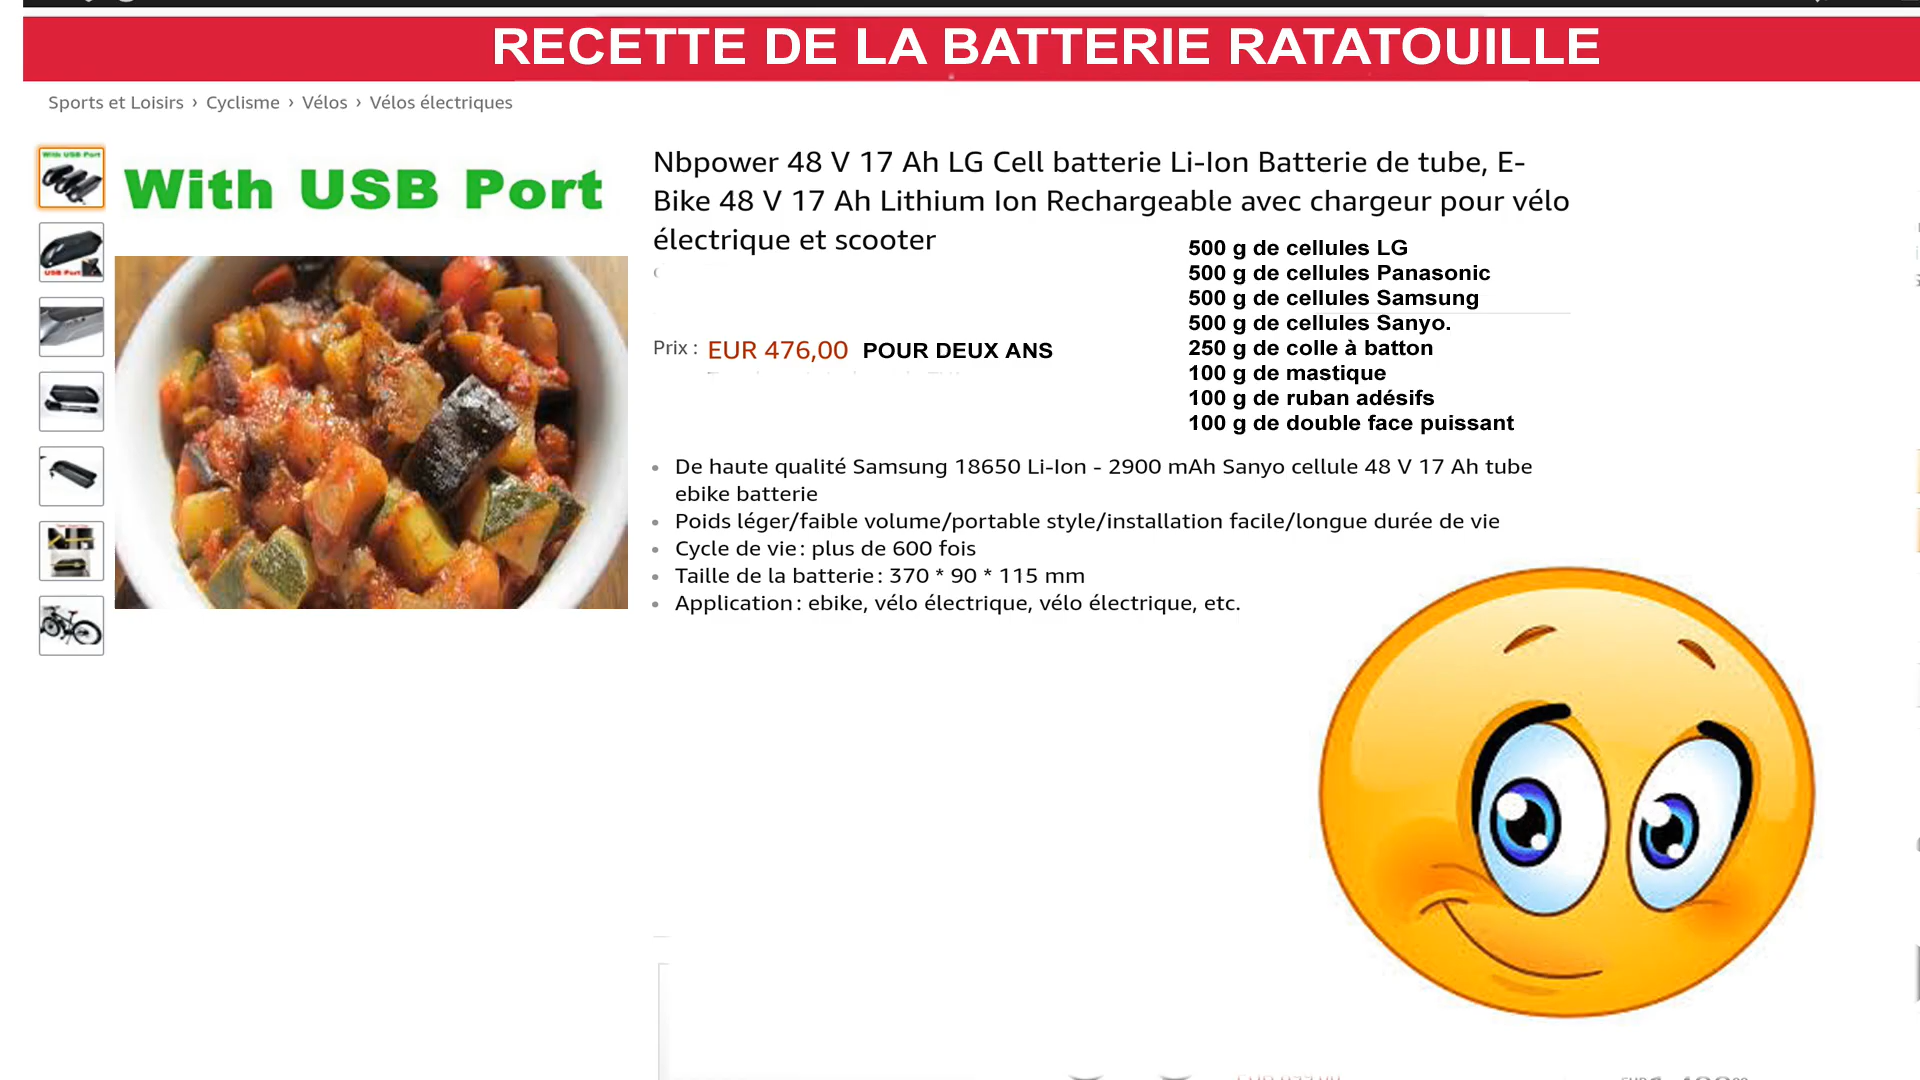 RECETTE DE LA BATTERIE RATATOUILLE
Sports et Loisirs › Cyclisme › Vélos › Vélos électriques
With USB Port
With USB Port
USB Port
Nbpower 48 V 17 Ah LG Cell batterie Li-Ion Batterie de tube, E-
Bike 48 V 17 Ah Lithium Ion Rechargeable avec chargeur pour vélo
électrique et scooter
500 g de cellules LG
500 g de cellules Panasonic
500 g de cellules Samsung
500 g de cellules Sanyo.
250 g de colle à batton
100 g de mastique
100 g de ruban adésifs
100 g de double face puissant
Prix : EUR 476,00 POUR DEUX ANS
• De haute qualité Samsung 18650 Li-Ion - 2900 mAh Sanyo cellule 48 V 17 Ah tube
ebike batterie
• Poids léger/faible volume/portable style/installation facile/longue durée de vie
• Cycle de vie : plus de 600 fois
• Taille de la batterie : 370 * 90 * 115 mm
• Application : ebike, vélo électrique, vélo électrique, etc.